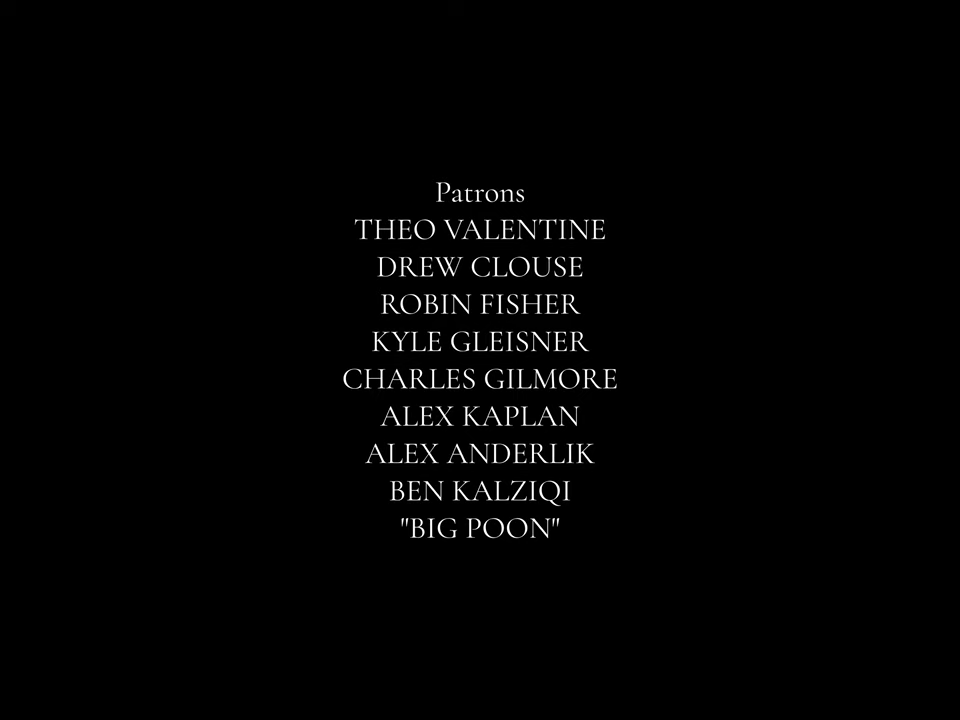 Patrons
THEO VALENTINE
DREW CLOUSE
ROBIN FISHER
KYLE GLEISNER
CHARLES GILMORE
ALEX KAPLAN
ALEX ANDERLIK
BEN KALZIQI
"BIG POON"